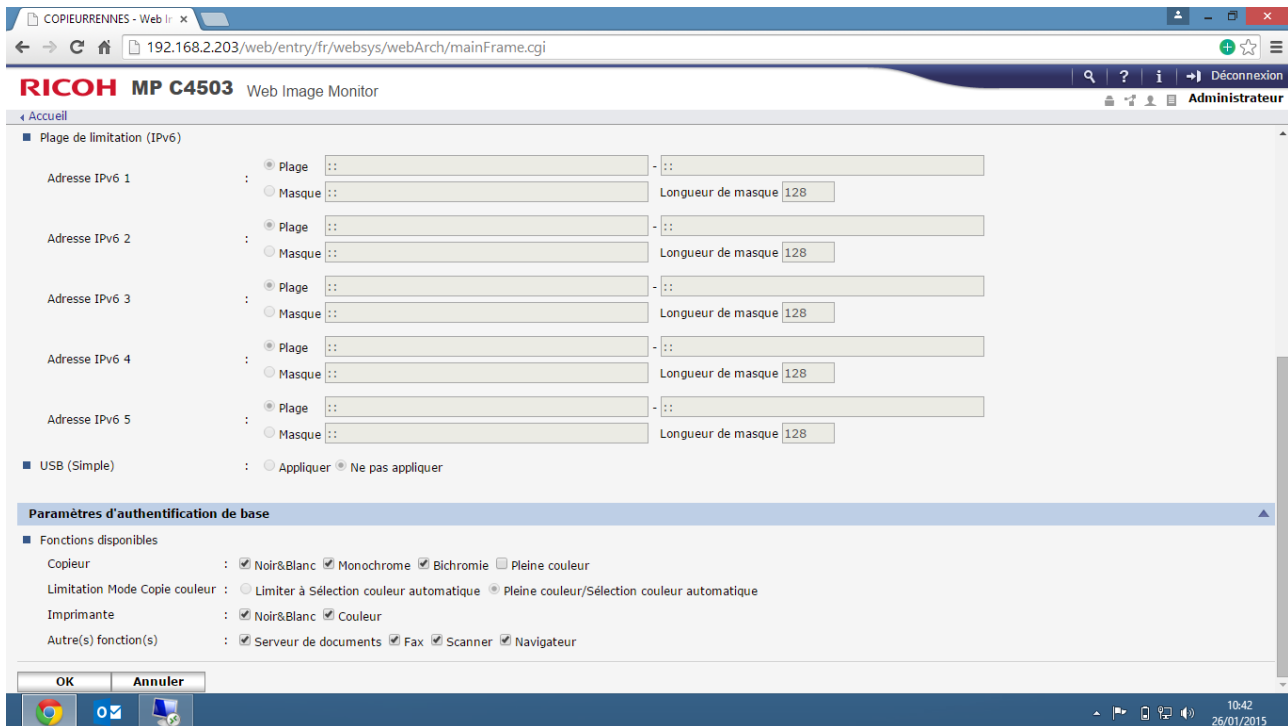 COPIEURRENNES - Web Ir
192.168.2.203/web/entry/fr/websys/webArch/mainFrame.cgi
RICOH MP C4503 Web Image Monitor
? i Déconnexion
Administrateur
Accueil
Plage de limitation (IPv6)
Adresse IPv6 1 : Plage :: - ::
Masque :: Longueur de masque 128
Adresse IPv6 2 : Plage :: - ::
Masque :: Longueur de masque 128
Adresse IPv6 3 : Plage :: - ::
Masque :: Longueur de masque 128
Adresse IPv6 4 : Plage :: - ::
Masque :: Longueur de masque 128
Adresse IPv6 5 : Plage :: - ::
Masque :: Longueur de masque 128
USB (Simple) : Appliquer Ne pas appliquer
Paramètres d'authentification de base
Fonctions disponibles
Copieur : Noir&Blanc Monochrome Bichromie Pleine couleur
Limitation Mode Copie couleur : Limiter à Sélection couleur automatique Pleine couleur/Sélection couleur automatique
Imprimante : Noir&Blanc Couleur
Autre(s) fonction(s) : Serveur de documents Fax Scanner Navigateur
OK Annuler
10:42
26/01/2015